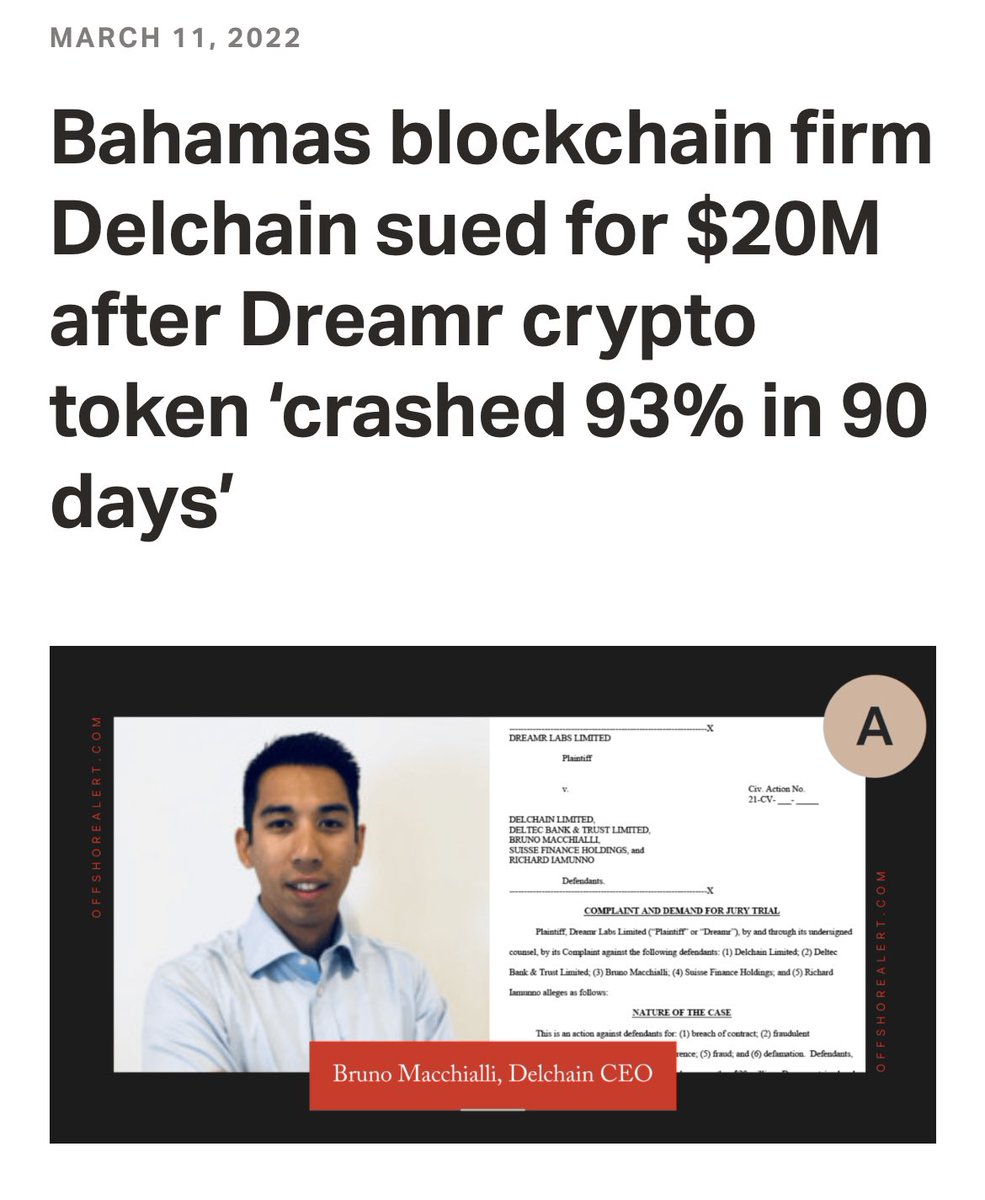 MARCH 11, 2022
Bahamas blockchain firm
Delchain sued for $20M
after Dreamr crypto
token ‘crashed 93% in 90
days’
A
OFFSHOREALERT.COM
---------------------------------------------------------------------X
DREAMR LABS LIMITED
Plaintiff
v.
Civ. Action No.
21-CV- ___-_____
DELCHAIN LIMITED,
DELTEC BANK & TRUST LIMITED,
BRUNO MACCHIALLI,
SUISSE FINANCE HOLDINGS, and
RICHARD IAMUNNO
Defendants.
---------------------------------------------------------------------X
COMPLAINT AND DEMAND FOR JURY TRIAL
Plaintiff, Dreamr Labs Limited (“Plaintiff” or “Dreamr”), by and through its undersigned
counsel, by its Complaint against the following defendants: (1) Delchain Limited; (2) Deltec
Bank & Trust Limited; (3) Bruno Macchialli; (4) Suisse Finance Holdings; and (5) Richard
Iamunno alleges as follows:
NATURE OF THE CASE
This is an action against defendants for: (1) breach of contract; (2) fraudulent
rence; (5) fraud; and (6) defamation. Defendants,
OFFSHOREALERT.COM
Bruno Macchialli, Delchain CEO